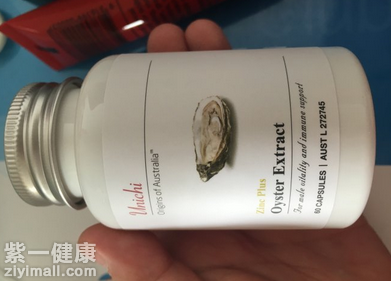 Unichi
Origins of Australia™
Zinc Plus
Oyster Extract
For male vitality and immune support
60 CAPSULES | AUST L 272745
紫一健康
ziyimall.com